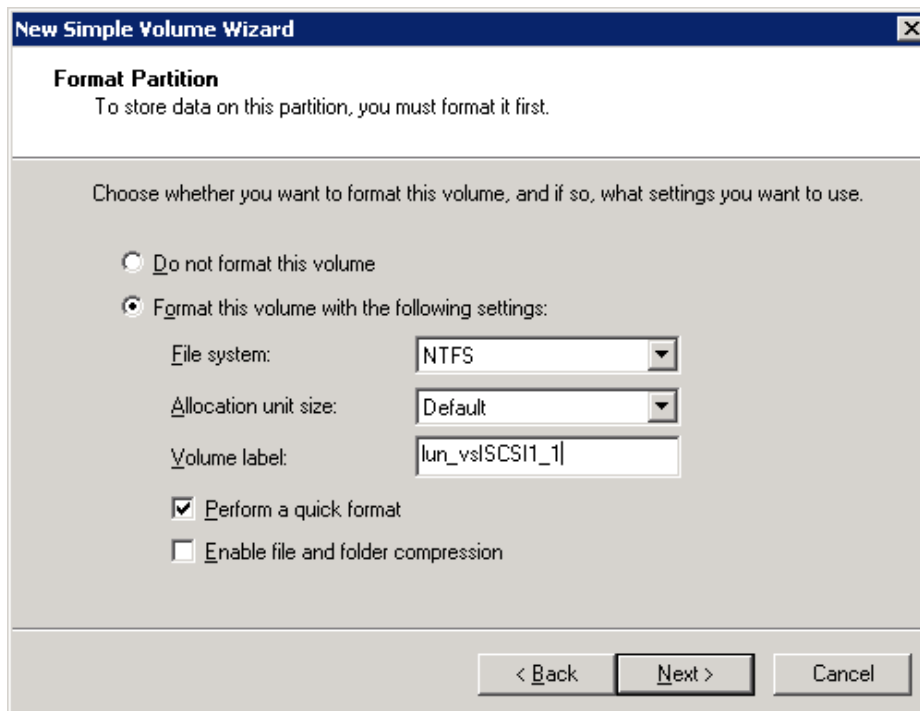 New Simple Volume Wizard
Format Partition
To store data on this partition, you must format it first.
Choose whether you want to format this volume, and if so, what settings you want to use.
Do not format this volume
Format this volume with the following settings:
File system: NTFS
Allocation unit size: Default
Volume label: lun_vsISCSI1_1
Perform a quick format
Enable file and folder compression
< Back Next > Cancel